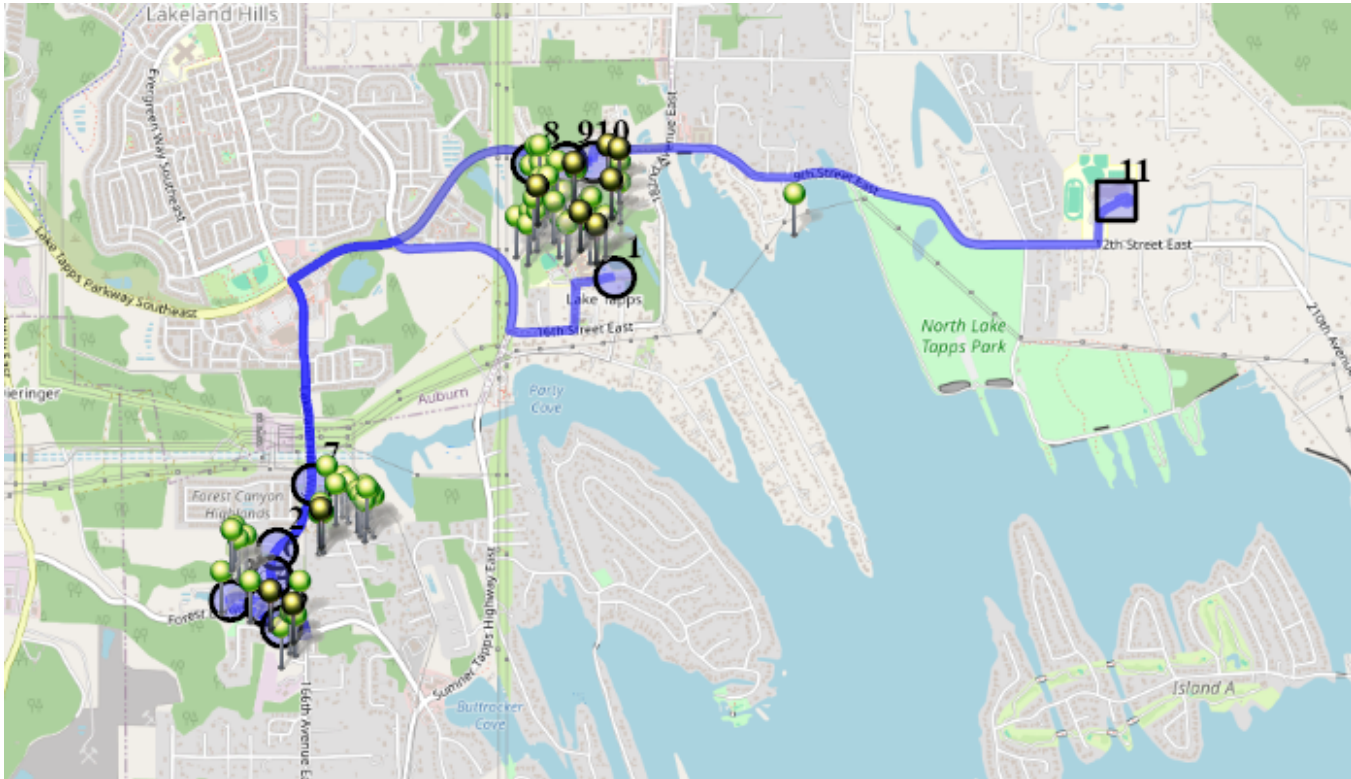 Lakeland Hills
Evergreen Way Southeast
Lake Tapps Parkway Southeast
8
9
10
11
9th Street East
12th Street East
1
Lake Tapps
16th Street East
210th Avenue
North Lake
Tapps Park
Party
Cove
Auburn
7
Forest Canyon
Highlands
2
Forest
Sumner Tapps Highway East
166th Avenue Ea
Buttracker
Cove
Island A